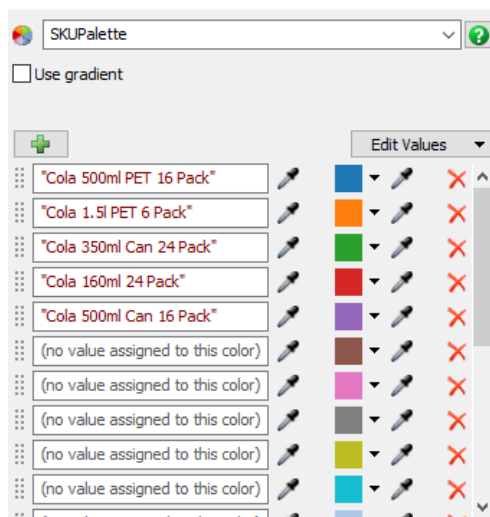 SKUPalette
Use gradient
Edit Values
"Cola 500ml PET 16 Pack"
"Cola 1.5l PET 6 Pack"
"Cola 350ml Can 24 Pack"
"Cola 160ml 24 Pack"
"Cola 500ml Can 16 Pack"
(no value assigned to this color)
(no value assigned to this color)
(no value assigned to this color)
(no value assigned to this color)
(no value assigned to this color)